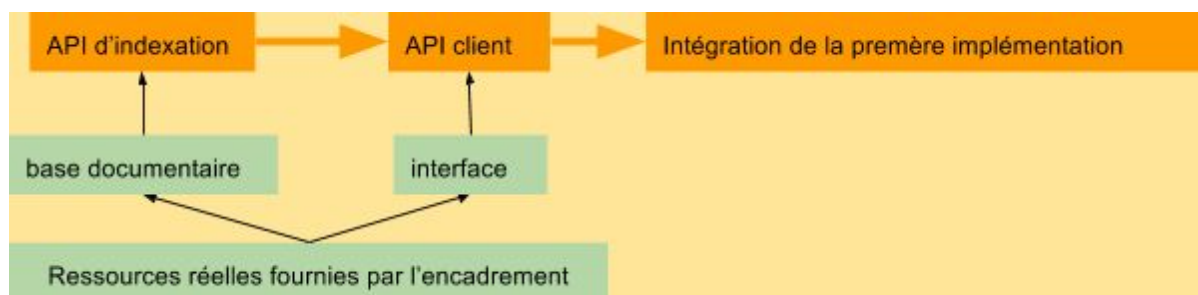 API d'indexation
API client
Intégration de la premère implémentation
base documentaire
interface
Ressources réelles fournies par l'encadrement